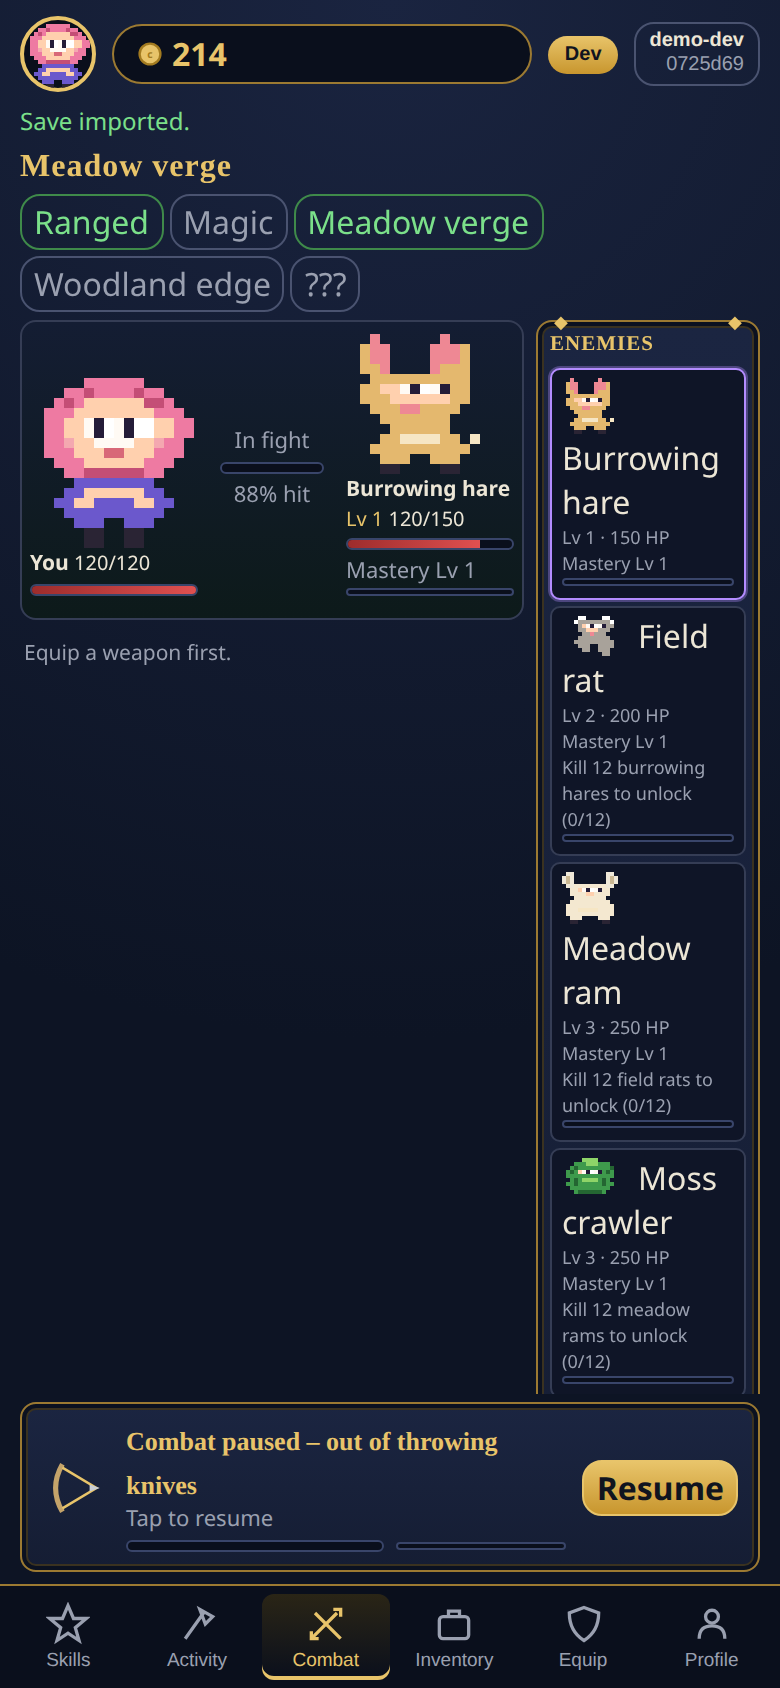 214
Dev
demo-dev
0725d69
Save imported.
Meadow verge
Ranged
Magic
Meadow verge
Woodland edge
???
In fight
88% hit
You 120/120
Burrowing hare
Lv 1 120/150
Mastery Lv 1
Equip a weapon first.
ENEMIES
Burrowing
hare
Lv 1 · 150 HP
Mastery Lv 1
Field
rat
Lv 2 · 200 HP
Mastery Lv 1
Kill 12 burrowing
hares to unlock
(0/12)
Meadow
ram
Lv 3 · 250 HP
Mastery Lv 1
Kill 12 field rats to
unlock (0/12)
Moss
crawler
Lv 3 · 250 HP
Mastery Lv 1
Kill 12 meadow
rams to unlock
(0/12)
Combat paused – out of throwing
knives
Tap to resume
Resume
Skills
Activity
Combat
Inventory
Equip
Profile